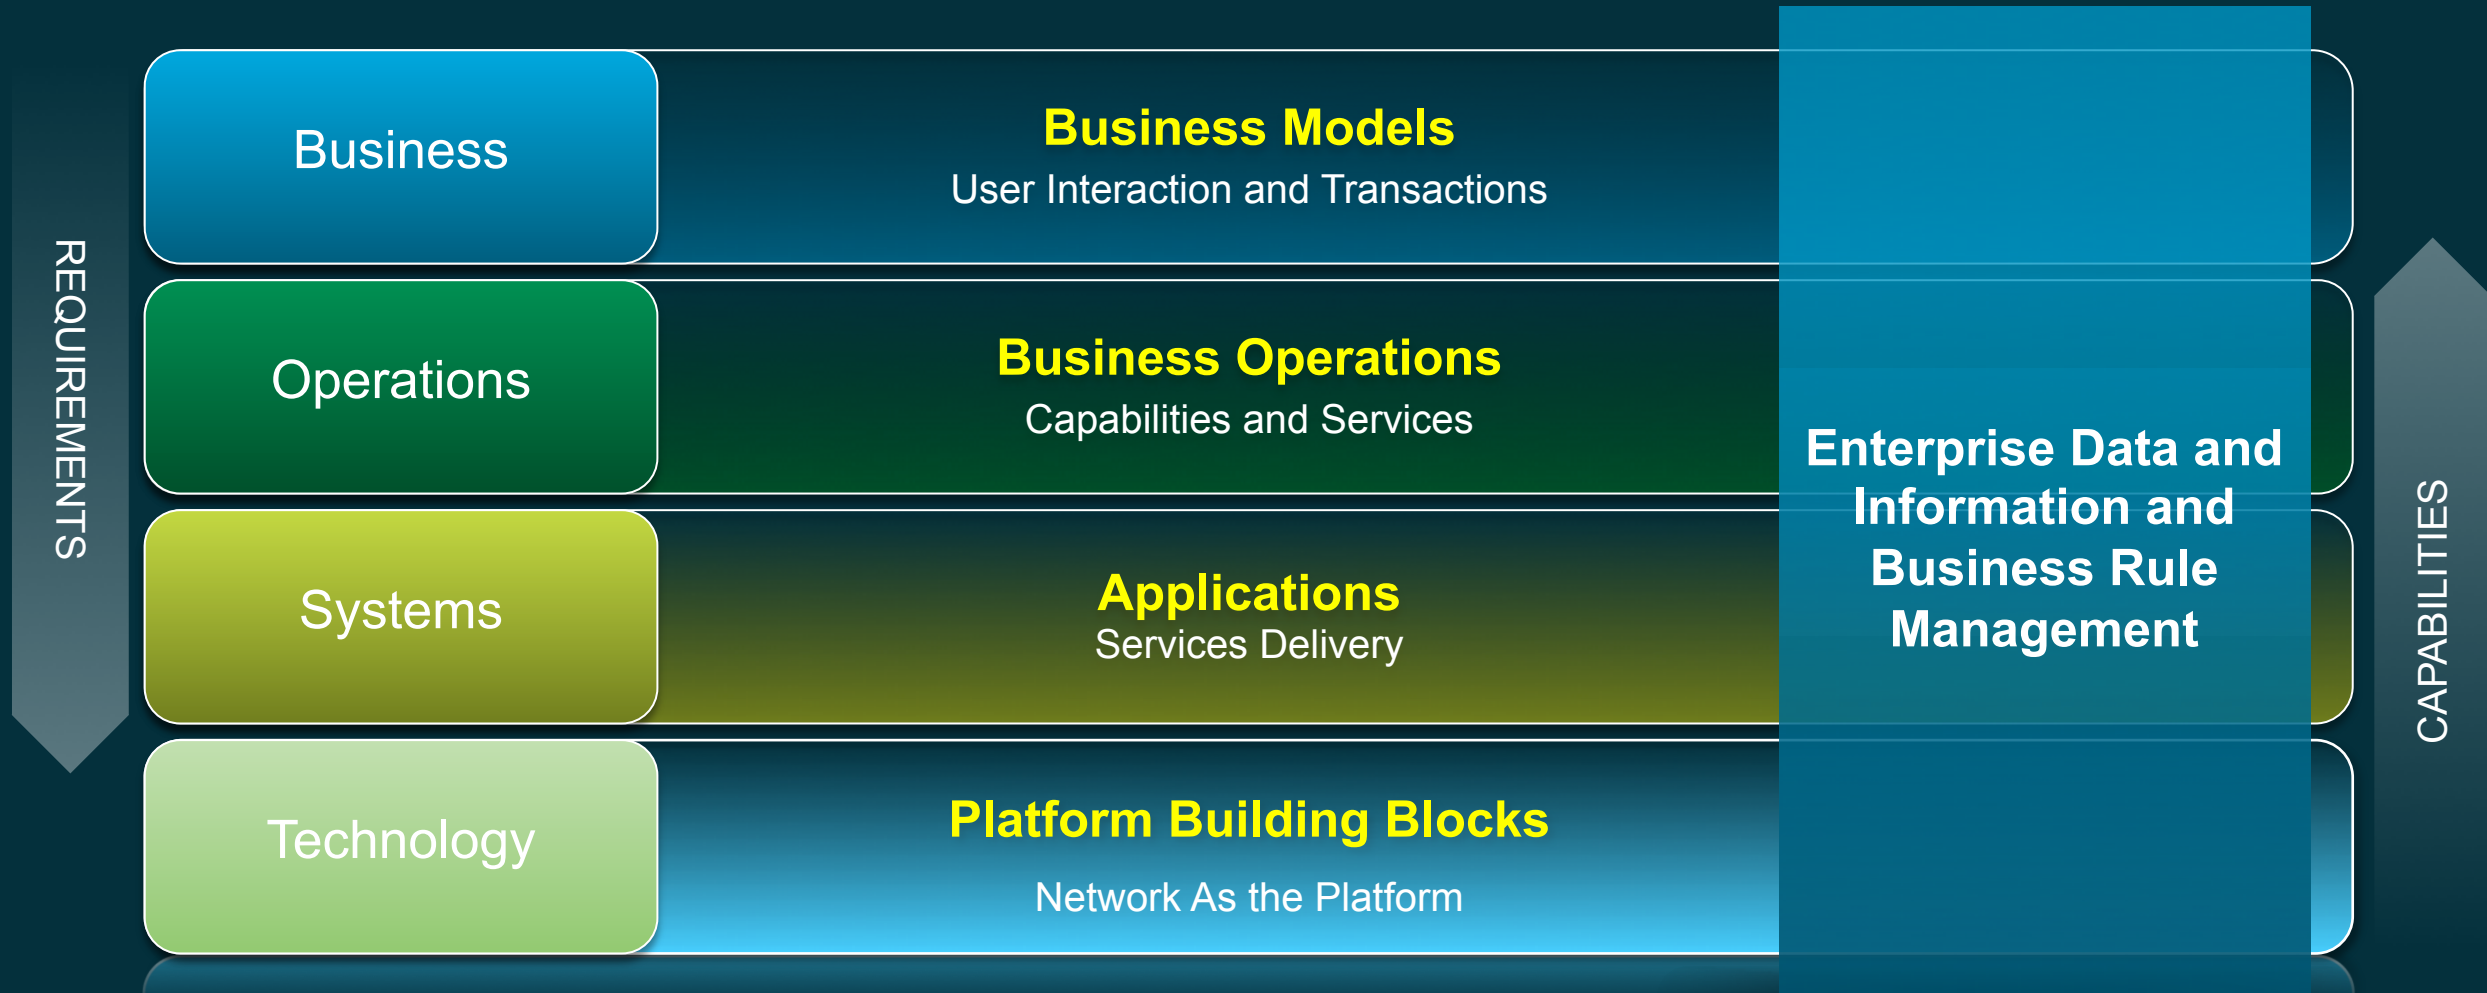 REQUIREMENTS
Business
Business Models
User Interaction and Transactions
Operations
Business Operations
Capabilities and Services
Systems
Applications
Services Delivery
Technology
Platform Building Blocks
Network As the Platform
Enterprise Data and
Information and
Business Rule
Management
CAPABILITIES